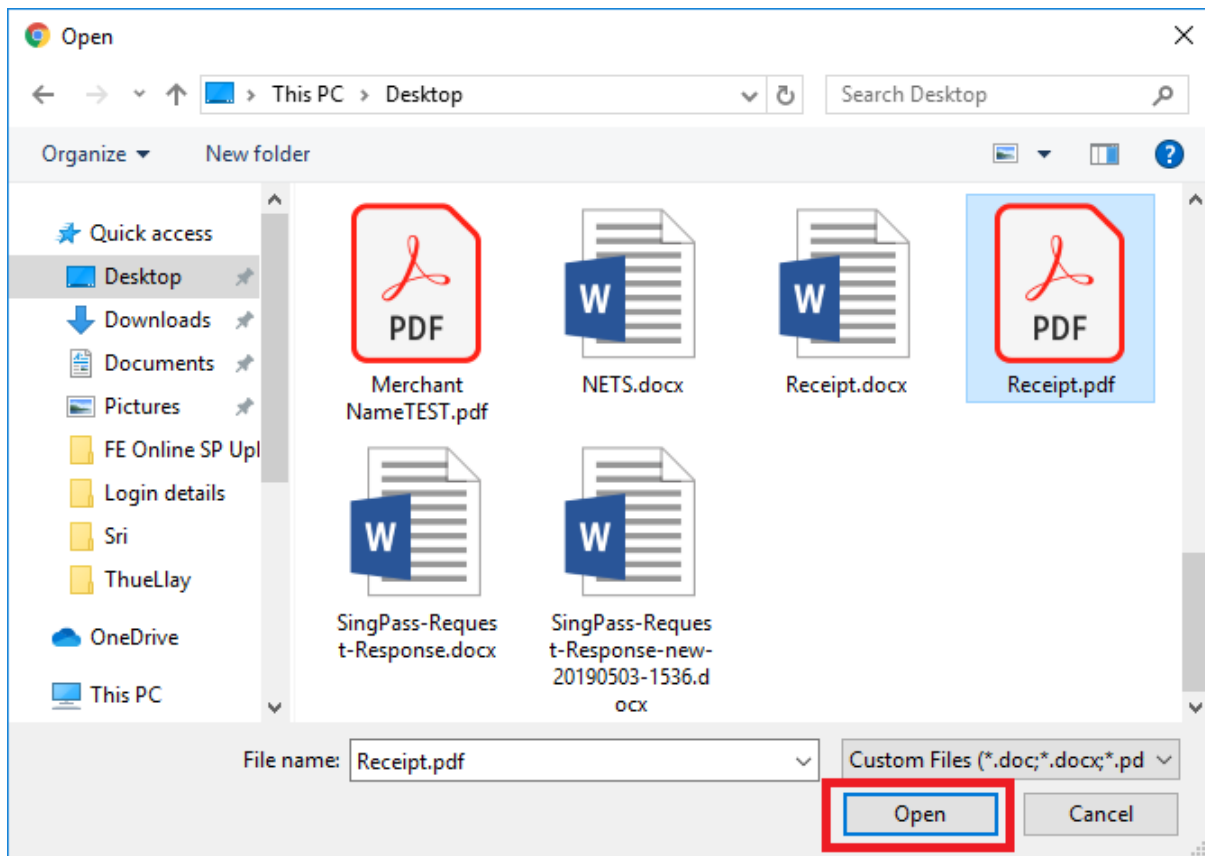 Open
This PC > Desktop
Search Desktop
Organize
New folder
Quick access
Desktop
Downloads
Documents
Pictures
FE Online SP Upl
Login details
Sri
ThueLlay
OneDrive
This PC
PDF
Merchant
NameTEST.pdf
W
NETS.docx
W
Receipt.docx
PDF
Receipt.pdf
W
SingPass-Reques
t-Response.docx
W
SingPass-Reques
t-Response-new-
20190503-1536.d
ocx
File name: Receipt.pdf
Custom Files (*.doc;*.docx;*.pd
Open
Cancel